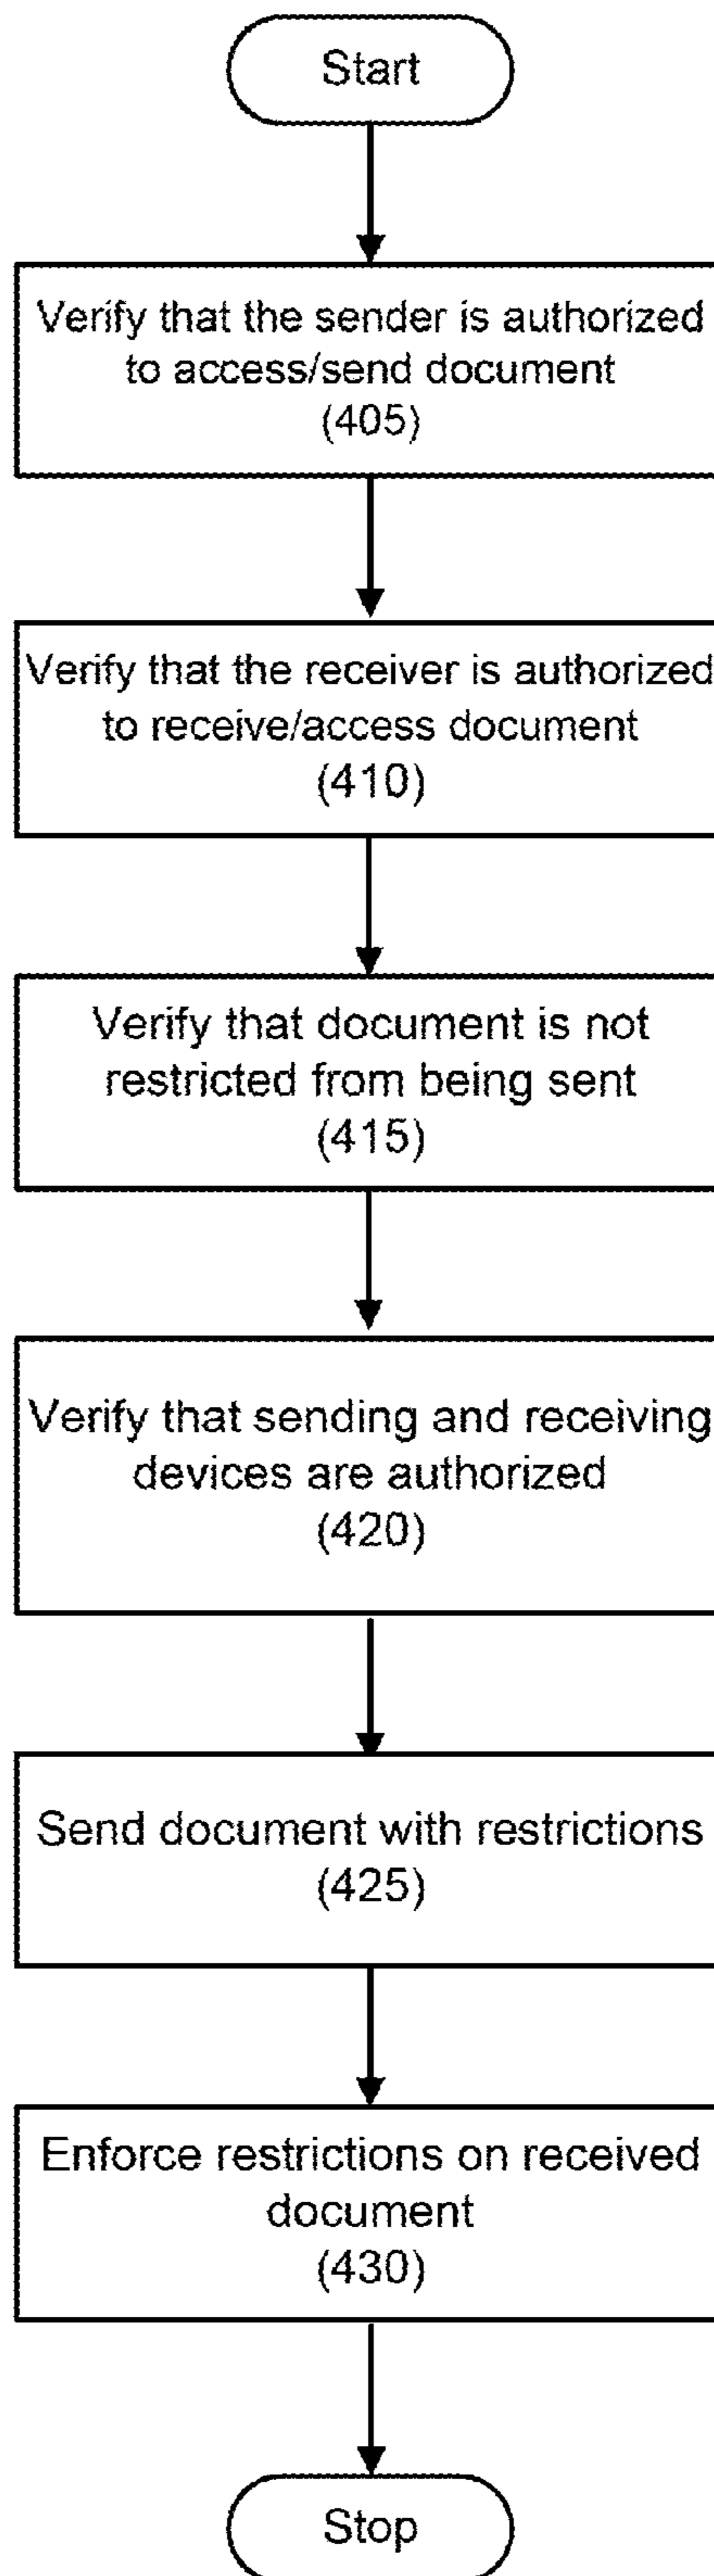 Start
Verify that the sender is authorized
to access/send document
(405)
Verify that the receiver is authorized
to receive/access document
(410)
Verify that document is not
restricted from being sent
(415)
Verify that sending and receiving
devices are authorized
(420)
Send document with restrictions
(425)
Enforce restrictions on received
document
(430)
Stop